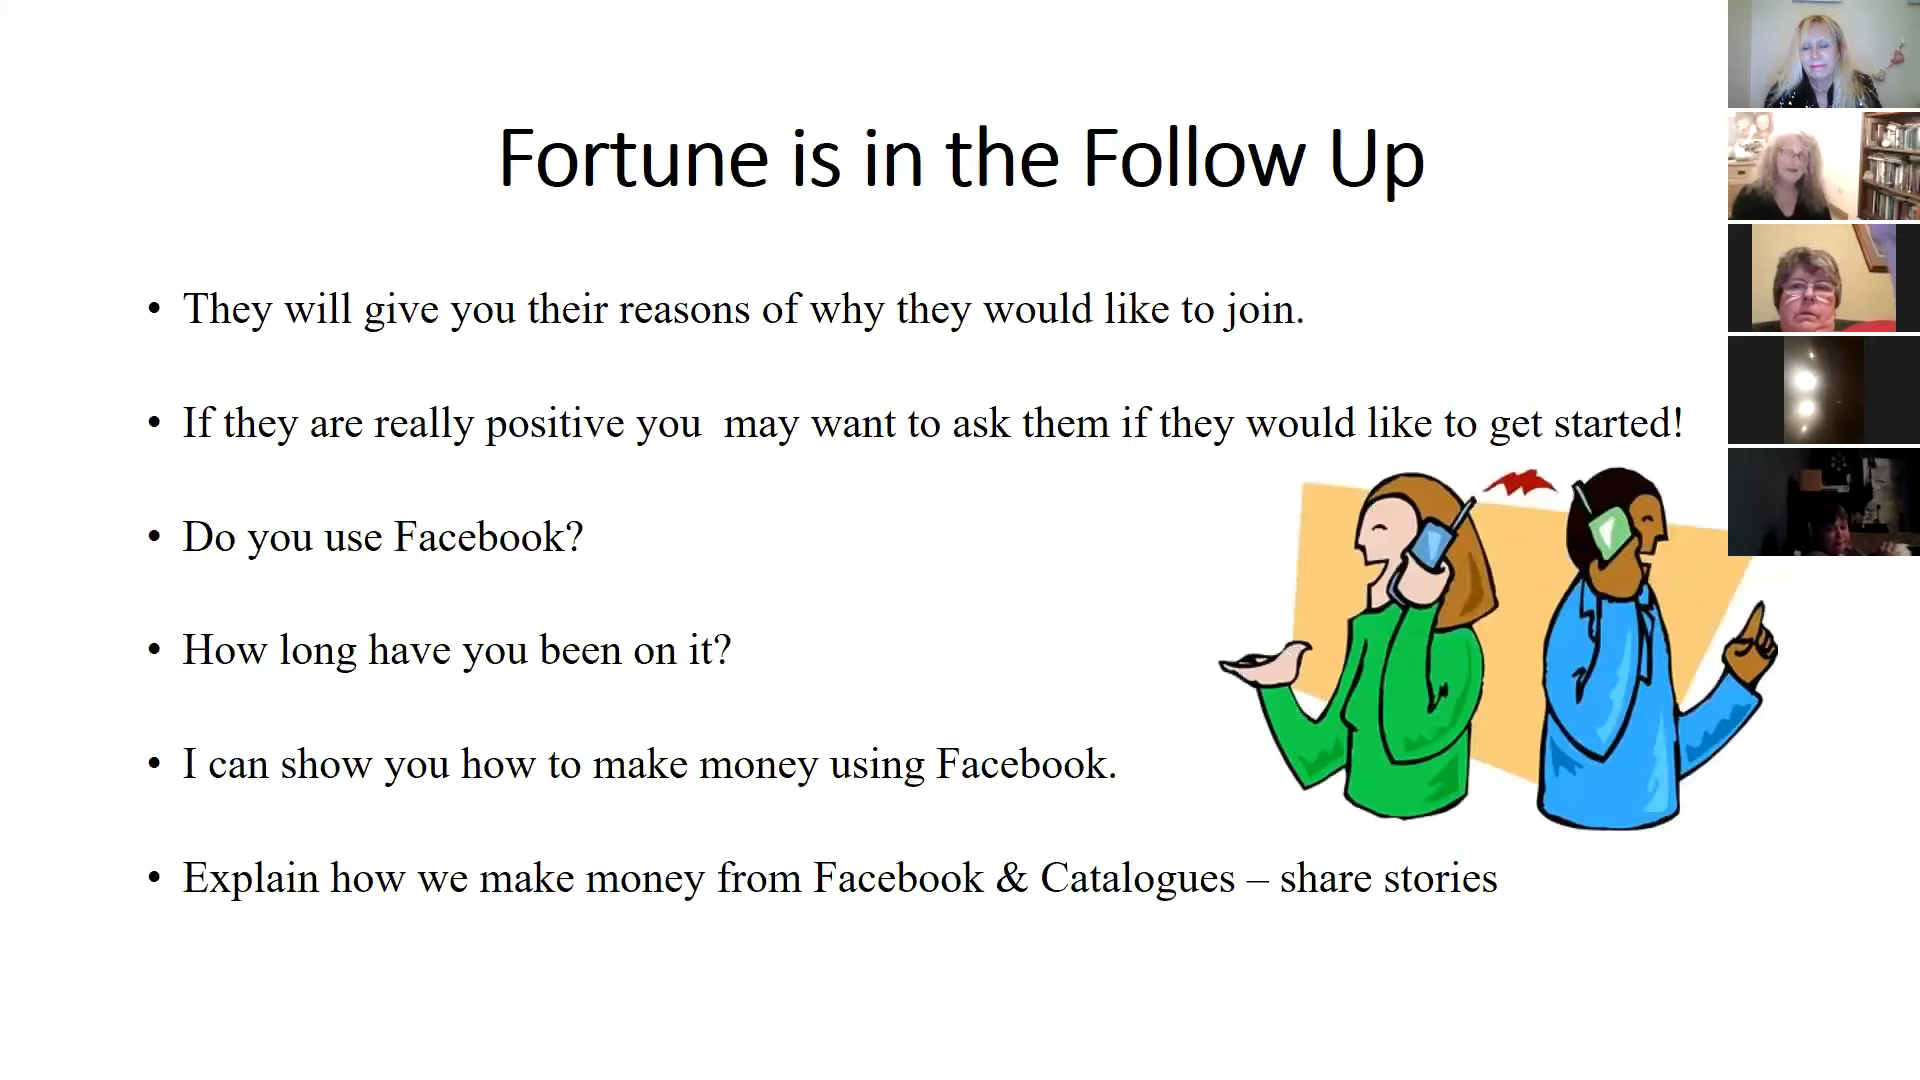 Fortune is in the Follow Up
• They will give you their reasons of why they would like to join.
• If they are really positive you  may want to ask them if they would like to get started!
• Do you use Facebook?
• How long have you been on it?
• I can show you how to make money using Facebook.
• Explain how we make money from Facebook & Catalogues – share stories